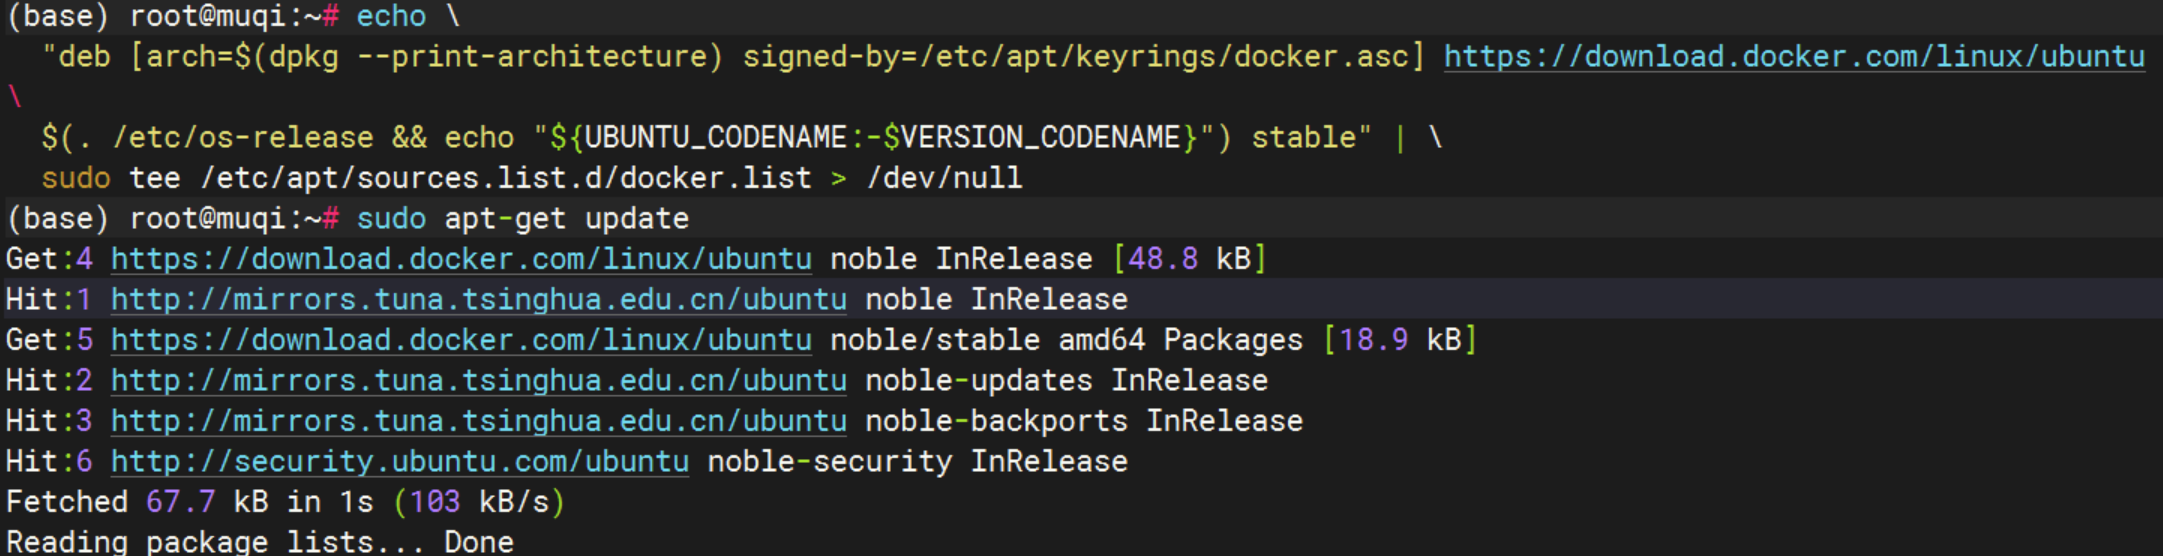 (base) root@muqi:~# echo \
  "deb [arch=$(dpkg --print-architecture) signed-by=/etc/apt/keyrings/docker.asc] https://download.docker.com/linux/ubuntu
\
  $(. /etc/os-release && echo "${UBUNTU_CODENAME:-$VERSION_CODENAME}") stable" | \
  sudo tee /etc/apt/sources.list.d/docker.list > /dev/null
(base) root@muqi:~# sudo apt-get update
Get:4 https://download.docker.com/linux/ubuntu noble InRelease [48.8 kB]
Hit:1 http://mirrors.tuna.tsinghua.edu.cn/ubuntu noble InRelease
Get:5 https://download.docker.com/linux/ubuntu noble/stable amd64 Packages [18.9 kB]
Hit:2 http://mirrors.tuna.tsinghua.edu.cn/ubuntu noble-updates InRelease
Hit:3 http://mirrors.tuna.tsinghua.edu.cn/ubuntu noble-backports InRelease
Hit:6 http://security.ubuntu.com/ubuntu noble-security InRelease
Fetched 67.7 kB in 1s (103 kB/s)
Reading package lists... Done